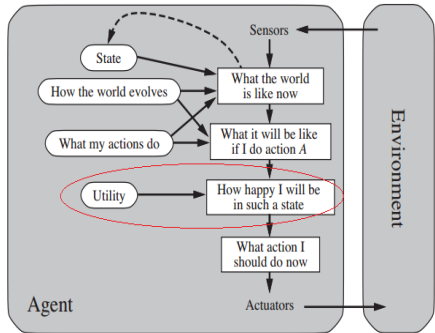 Sensors
State
What the world
is like now
How the world evolves
What it will be like
if I do action A
What my actions do
Utility
How happy I will be
in such a state
What action I
should do now
Agent
Actuators
Environment